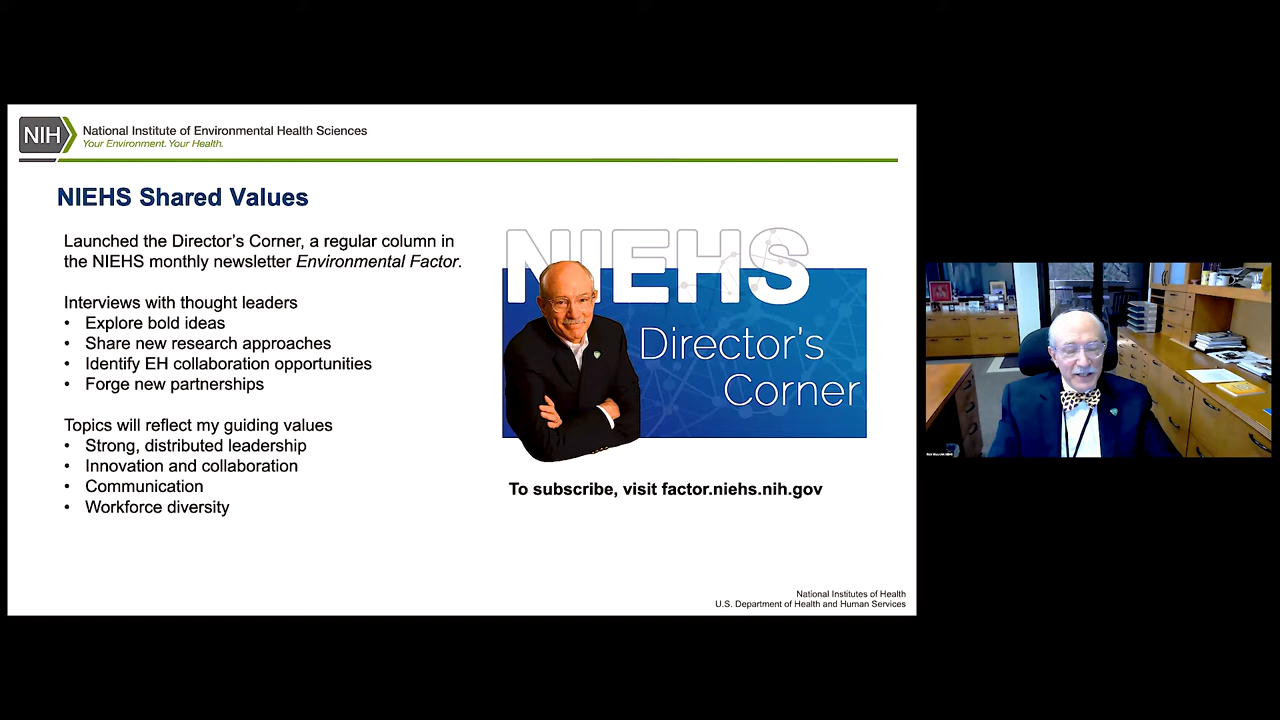 NIH
National Institute of Environmental Health Sciences
Your Environment. Your Health.
NIEHS Shared Values
Launched the Director's Corner, a regular column in
the NIEHS monthly newsletter Environmental Factor.
Interviews with thought leaders
• Explore bold ideas
• Share new research approaches
• Identify EH collaboration opportunities
• Forge new partnerships
Topics will reflect my guiding values
• Strong, distributed leadership
• Innovation and collaboration
• Communication
• Workforce diversity
NIEHS
Director's
Corner
To subscribe, visit factor.niehs.nih.gov
National Institutes of Health
U.S. Department of Health and Human Services